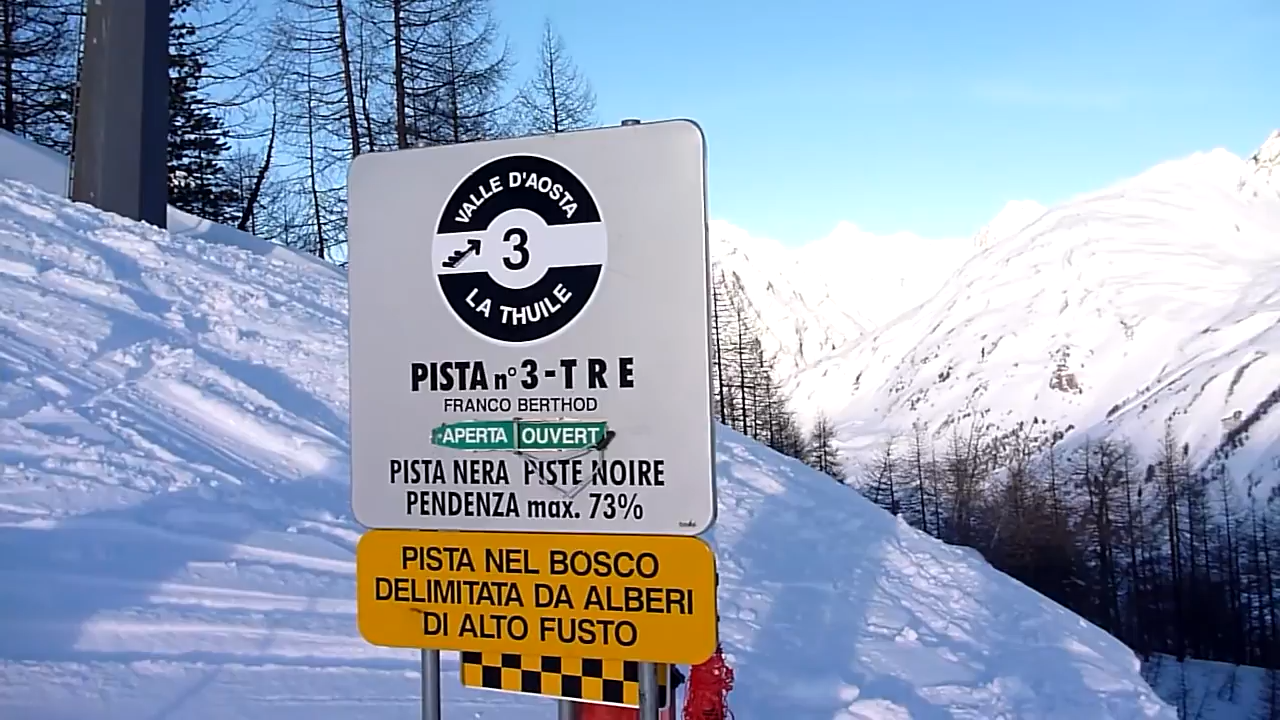 VALLE D'AOSTA
3
LA THUILE
PISTA n° 3 - TRE
FRANCO BERTHOD
APERTA OUVERT
PISTA NERA PISTE NOIRE
PENDENZA max. 73%
PISTA NEL BOSCO
DELIMITATA DA ALBERI
DI ALTO FUSTO